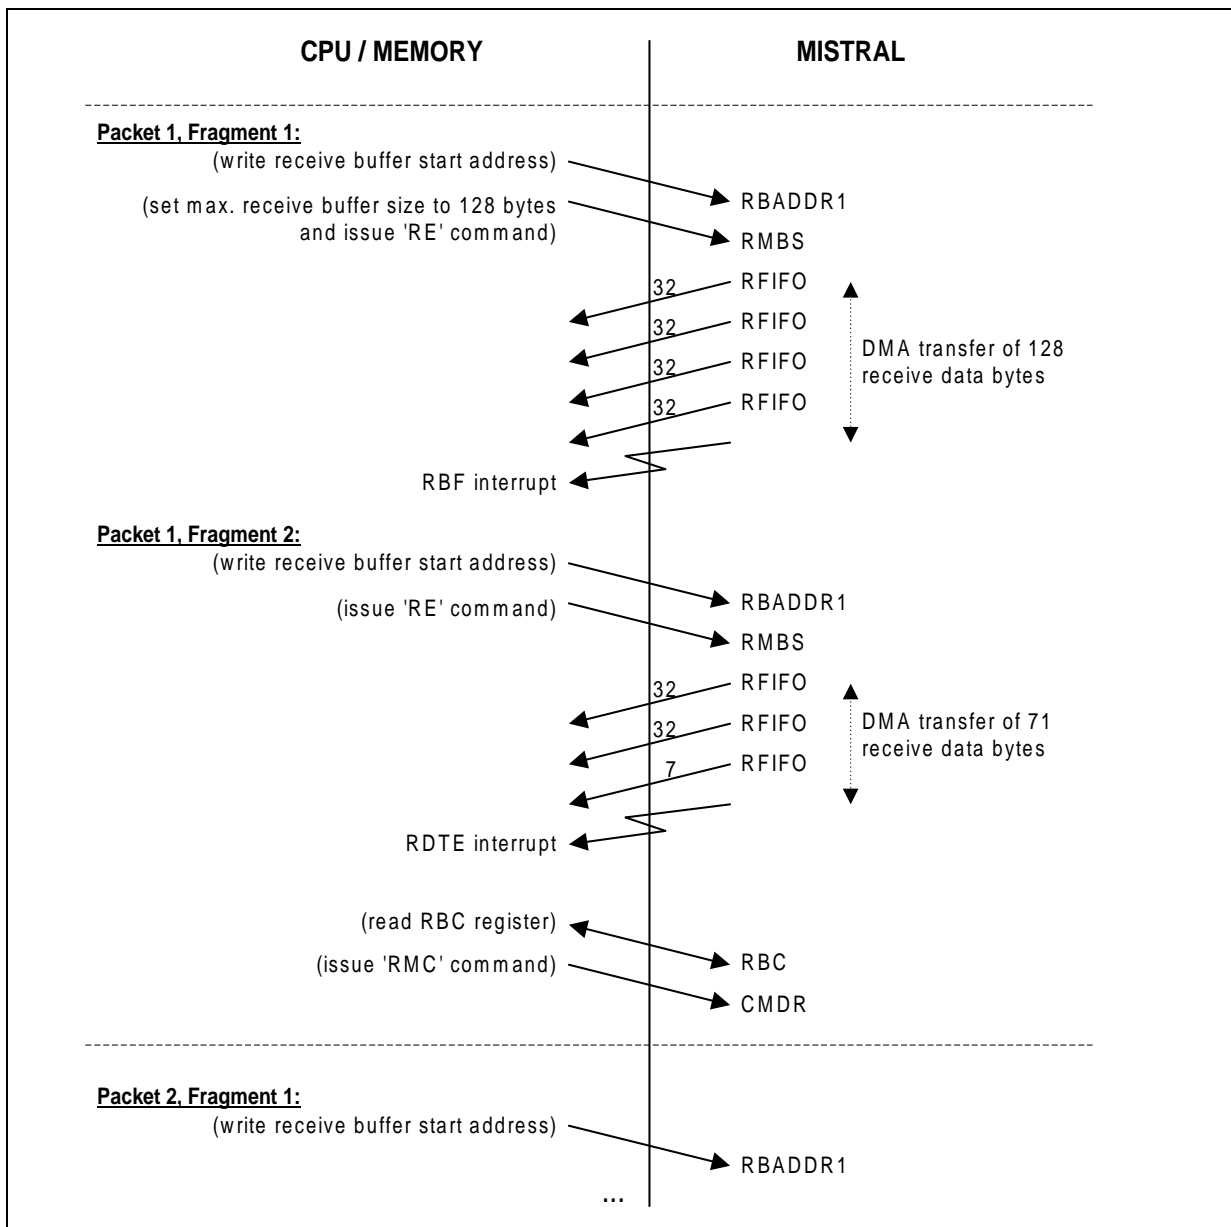 CPU / MEMORY MISTRAL
Packet 1, Fragment 1:
(write receive buffer start address)
RBADDR1
(set max. receive buffer size to 128 bytes
and issue 'RE' command)
RMBS
32 RFIFO
32 RFIFO
32 RFIFO
32 RFIFO
DMA transfer of 128
receive data bytes
RBF interrupt
Packet 1, Fragment 2:
(write receive buffer start address)
RBADDR1
(issue 'RE' command)
RMBS
32 RFIFO
32 RFIFO
7 RFIFO
DMA transfer of 71
receive data bytes
RDTE interrupt
(read RBC register)
RBC
(issue 'RMC' command)
CMDR
Packet 2, Fragment 1:
(write receive buffer start address)
RBADDR1
...